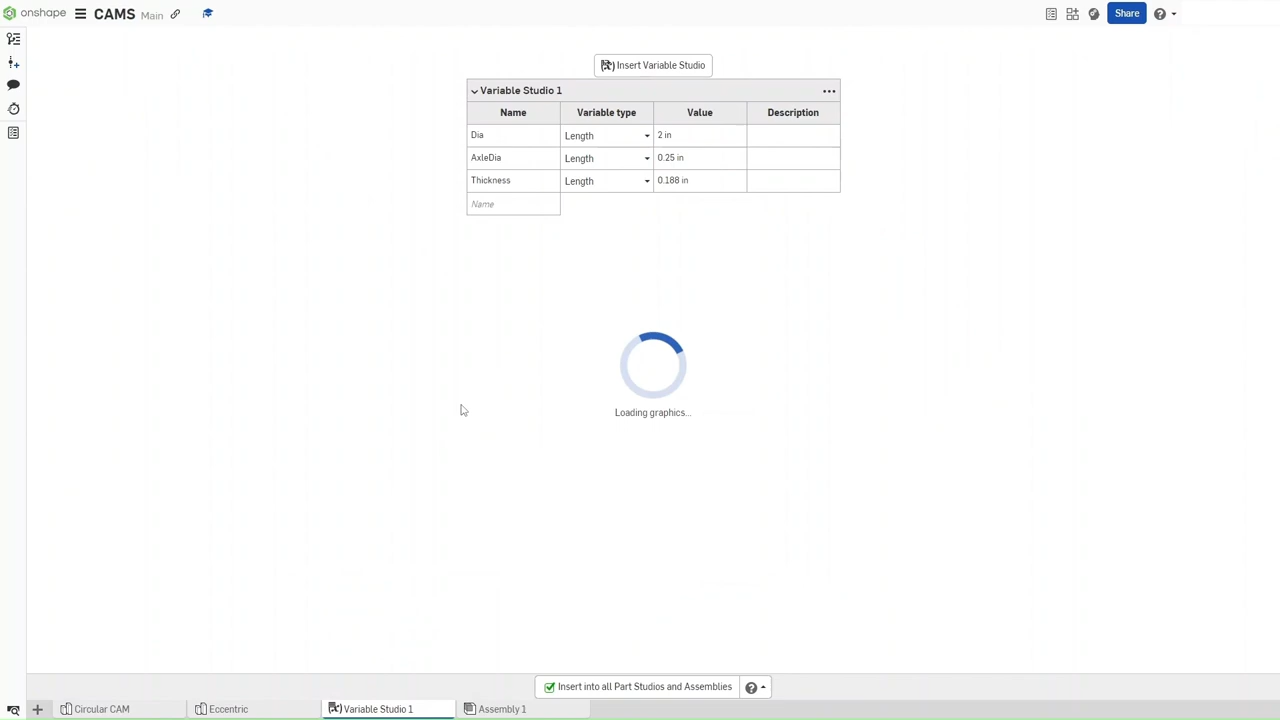 onshape CAMS Main Share
Insert Variable Studio
Variable Studio 1
Name Variable type Value Description
Dia Length 2 in
AxleDia Length 0.25 in
Thickness Length 0.188 in
Name
Loading graphics...
Insert into all Part Studios and Assemblies
Circular CAM Eccentric Variable Studio 1 Assembly 1